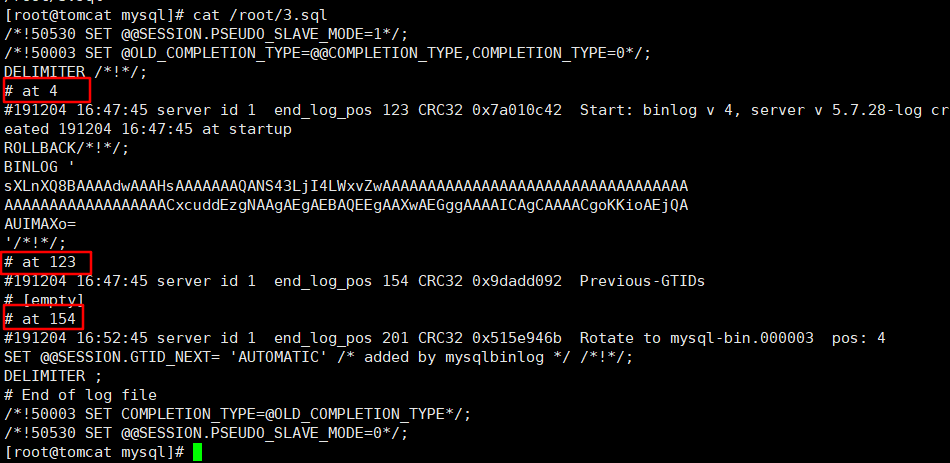 [root@tomcat mysql]# cat /root/3.sql
/*!50530 SET @@SESSION.PSEUDO_SLAVE_MODE=1*/;
/*!50003 SET @OLD_COMPLETION_TYPE=@@COMPLETION_TYPE,COMPLETION_TYPE=0*/;
DELIMITER /*!*/;
# at 4
#191204 16:47:45 server id 1  end_log_pos 123 CRC32 0x7a010c42  Start: binlog v 4, server v 5.7.28-log cr
eated 191204 16:47:45 at startup
ROLLBACK/*!*/;
BINLOG '
sXLnXQ8BAAAAdwAAAHsAAAAAAAQANS43LjI4LWxvZwAAAAAAAAAAAAAAAAAAAAAAAAAAAAAAAAAA
AAAAAAAAAAAAAAAAAACxcuddEzgNAAgAEgAEBAQEEgAAXwAEGggAAAAICAgCAAAACgoKKioAEjQA
AUIMAXo=
'/*!*/;
# at 123
#191204 16:47:45 server id 1  end_log_pos 154 CRC32 0x9dadd092  Previous-GTIDs
# [empty]
# at 154
#191204 16:52:45 server id 1  end_log_pos 201 CRC32 0x515e946b  Rotate to mysql-bin.000003  pos: 4
SET @@SESSION.GTID_NEXT= 'AUTOMATIC' /* added by mysqlbinlog */ /*!*/;
DELIMITER ;
# End of log file
/*!50003 SET COMPLETION_TYPE=@OLD_COMPLETION_TYPE*/;
/*!50530 SET @@SESSION.PSEUDO_SLAVE_MODE=0*/;
[root@tomcat mysql]#